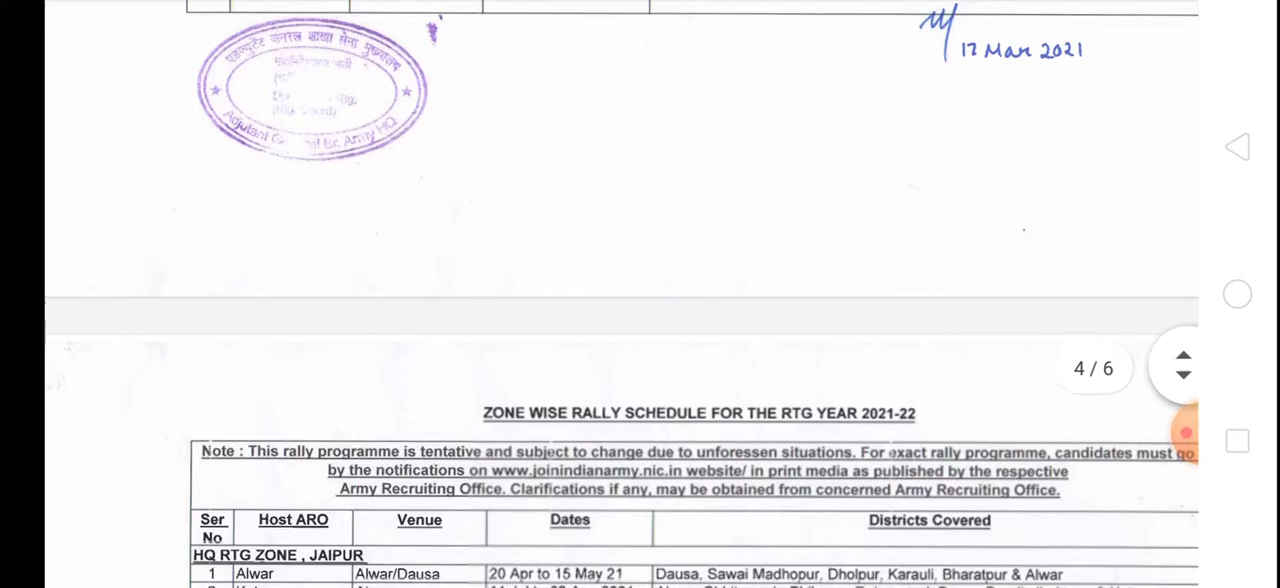 एडज्युटेंट जनरल शाखा सेना मुख्यालय
Rtg.
Adjutant Br. Army HQ
17 Mar 2021
4 / 6
ZONE WISE RALLY SCHEDULE FOR THE RTG YEAR 2021-22
Note : This rally programme is tentative and subject to change due to unforessen situations. For exact rally programme, candidates must go
by the notifications on www.joinindianarmy.nic.in website/ in print media as published by the respective
Army Recruiting Office. Clarifications if any, may be obtained from concerned Army Recruiting Office.
Ser No Host ARO Venue Dates Districts Covered
HQ RTG ZONE , JAIPUR
1 Alwar Alwar/Dausa 20 Apr to 15 May 21 Dausa, Sawai Madhopur, Dholpur, Karauli, Bharatpur & Alwar